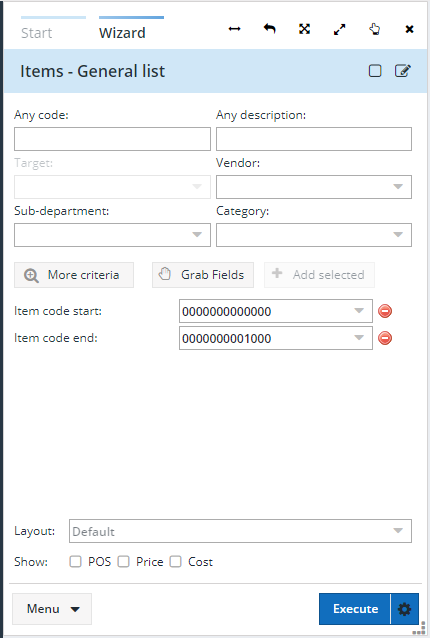 Start Wizard
Items - General list
Any code: Any description:
Target: Vendor:
Sub-department: Category:
More criteria Grab Fields Add selected
Item code start: 0000000000000
Item code end: 0000000001000
Layout: Default
Show: POS Price Cost
Menu Execute